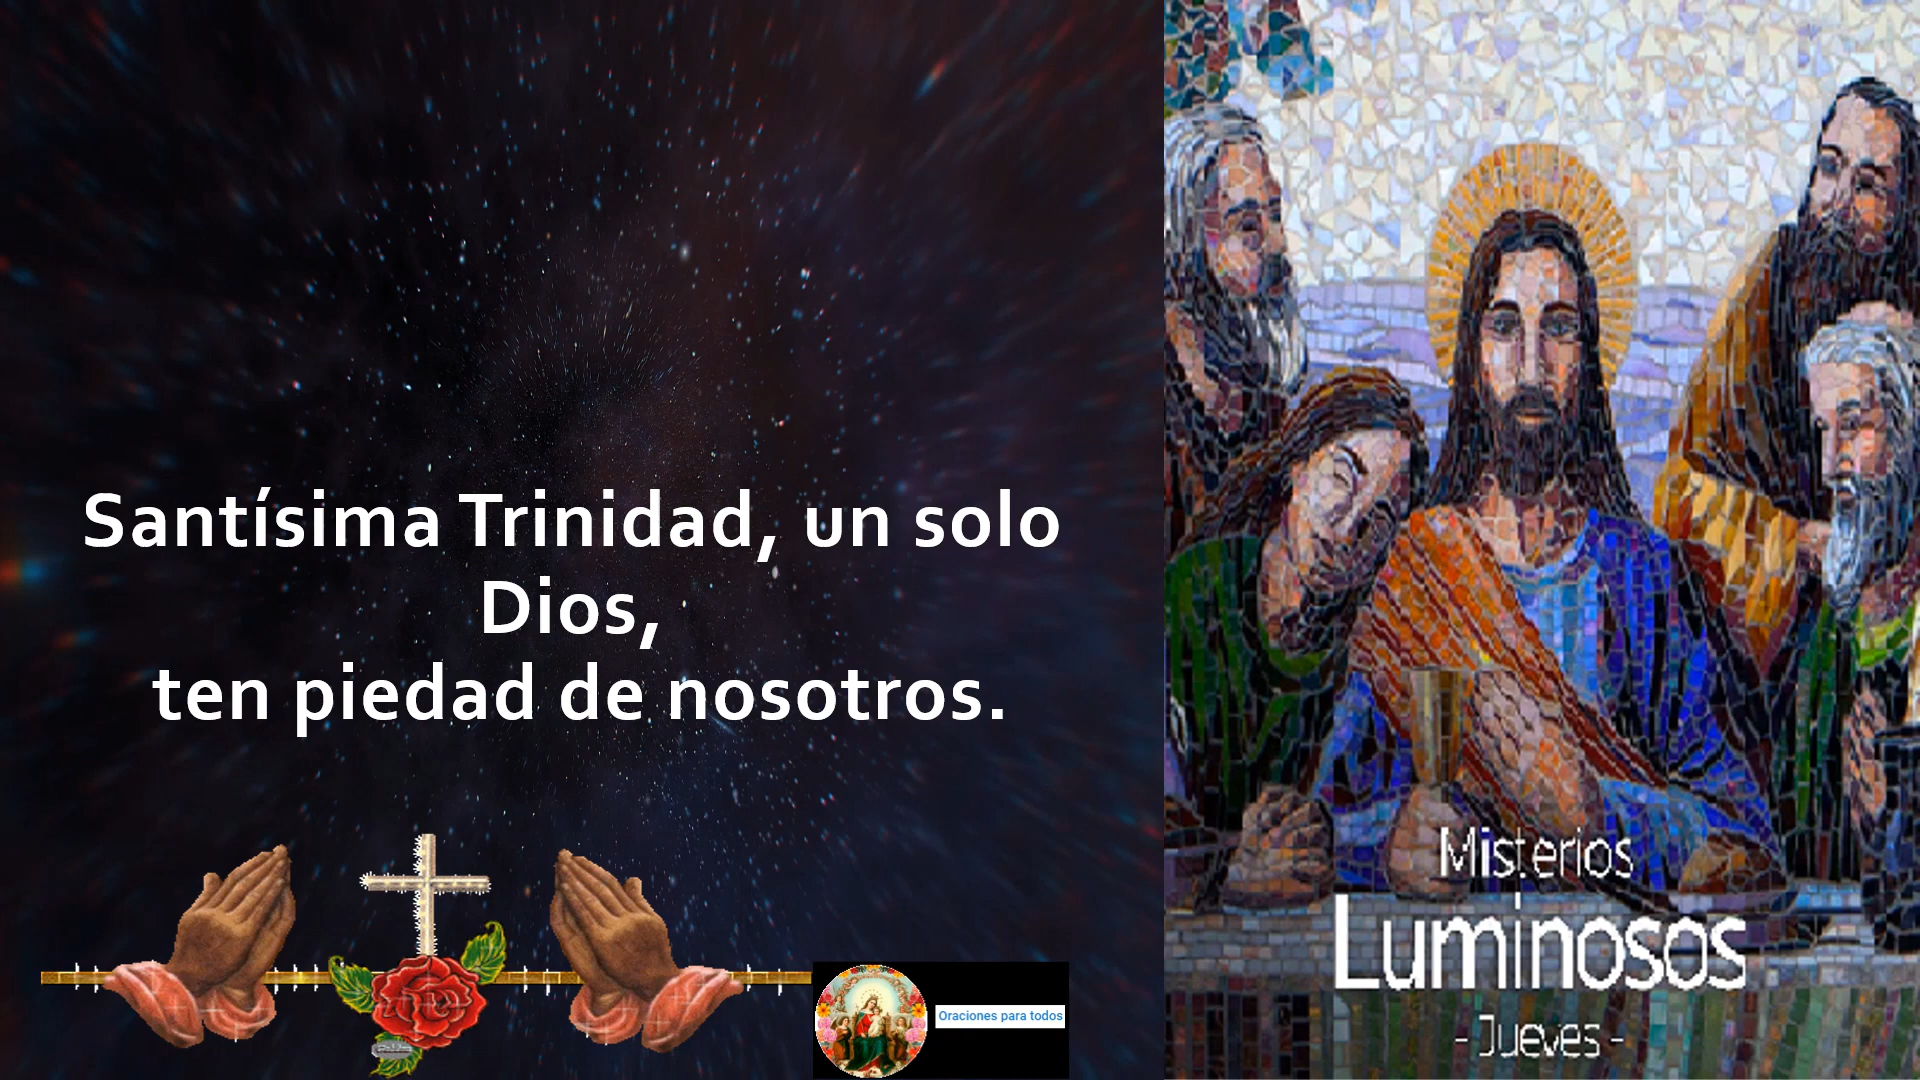 Santísima Trinidad, un solo
Dios,
ten piedad de nosotros.
Oraciones para todos
Misterios
Luminosos
- Jueves -